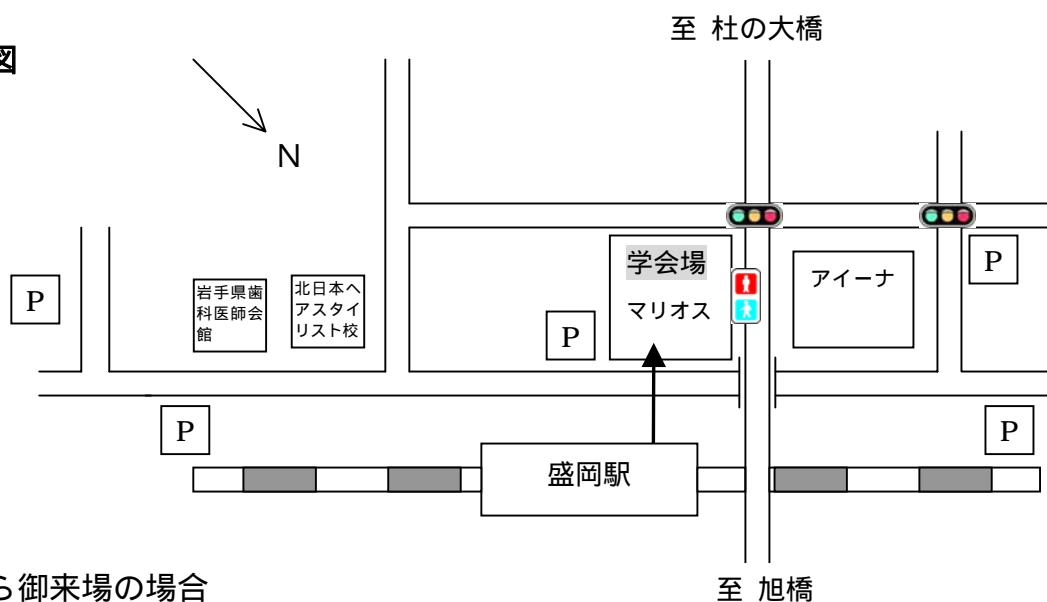 至 杜の大橋
図
N
学会場
マリオス
アイーナ
P
P
岩手県歯
科医師会
館
北日本ヘ
アスタイ
リスト校
P
P
P
盛岡駅
ら御来場の場合
至 旭橋